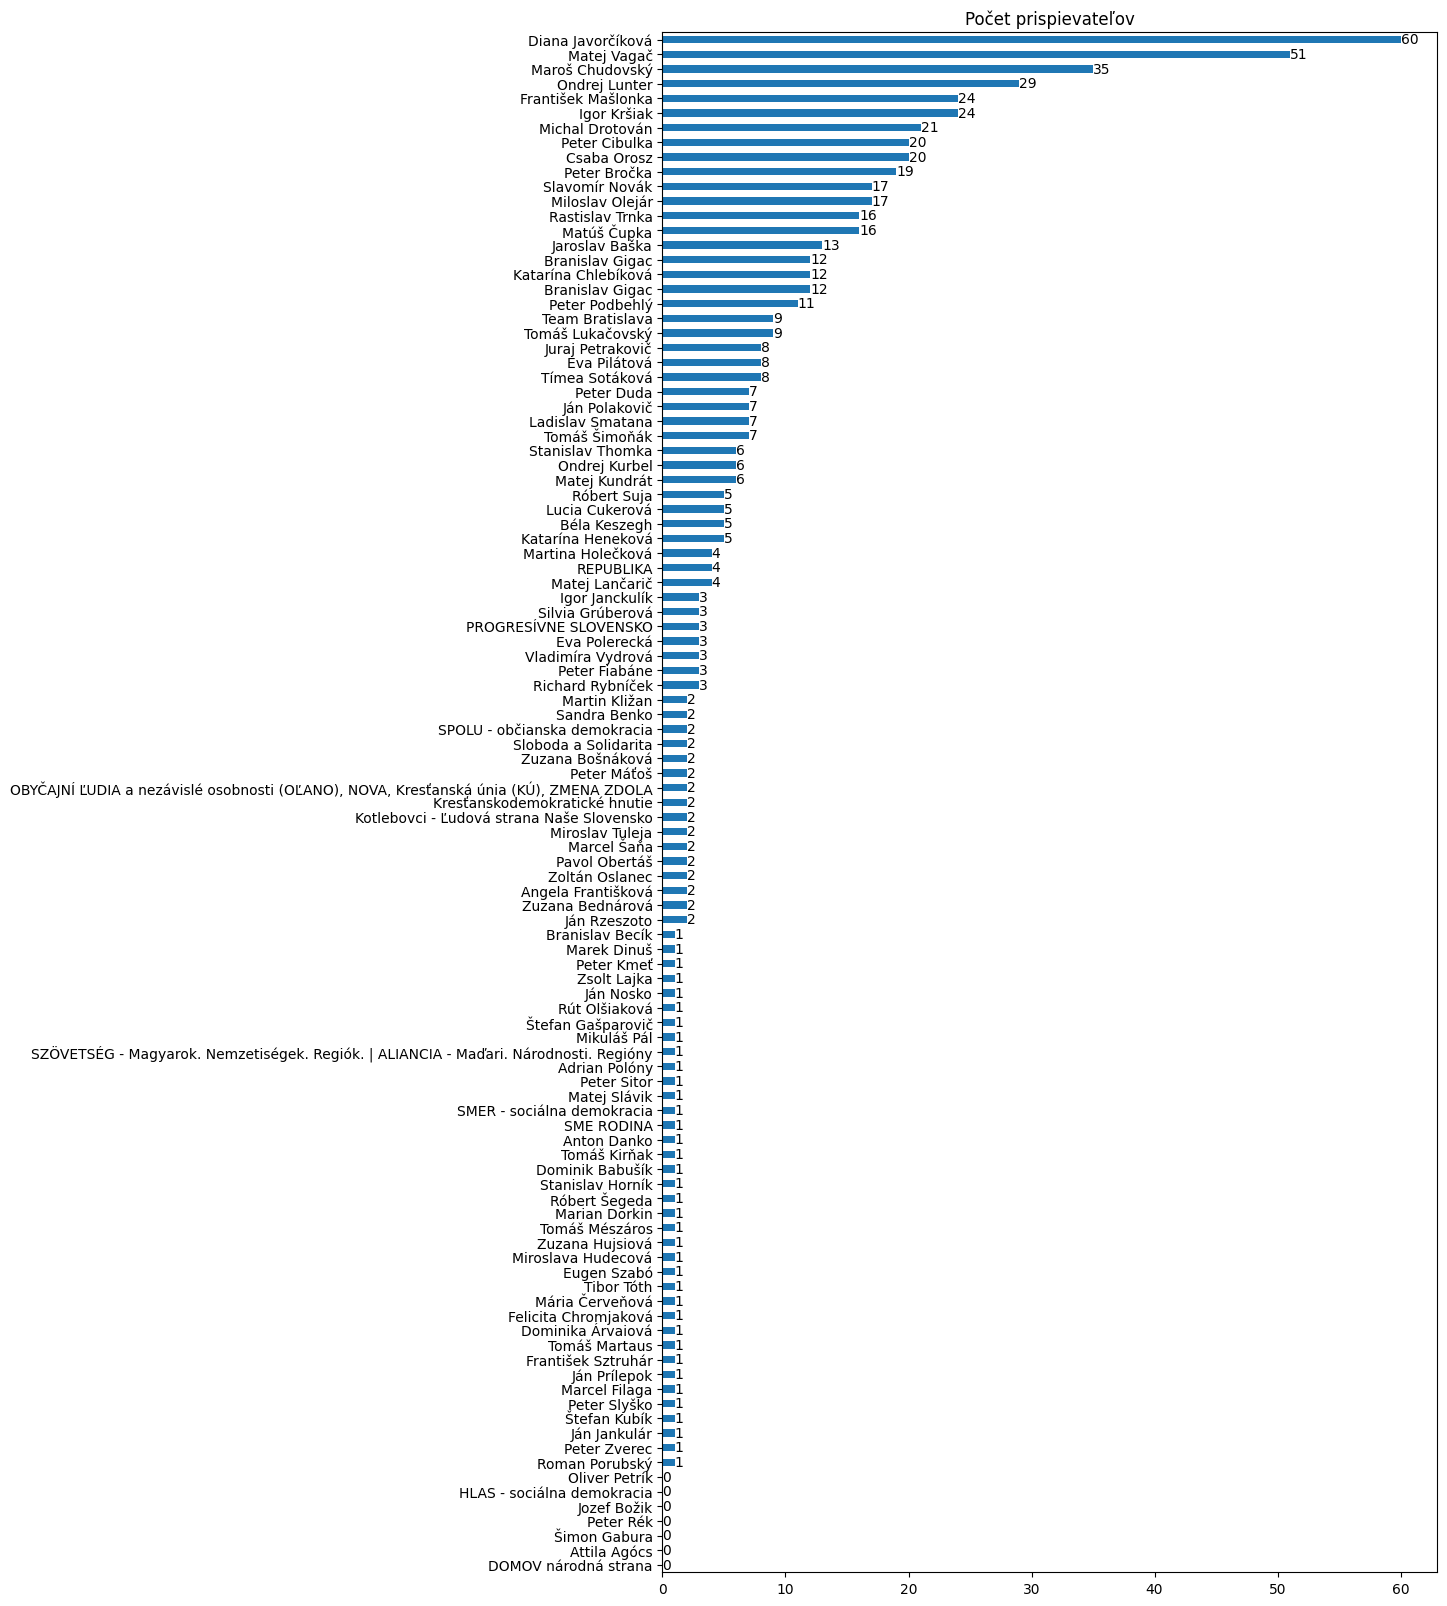 Počet prispievateľov
Diana Javorčíková 60
Matej Vagač 51
Maroš Chudovský 35
Ondrej Lunter 29
František Mašlonka 24
Igor Kršiak 24
Michal Drotován 21
Peter Cibulka 20
Csaba Orosz 20
Peter Bročka 19
Slavomír Novák 17
Miloslav Olejár 17
Rastislav Trnka 16
Matúš Čupka 16
Jaroslav Baška 13
Branislav Gigac 12
Katarína Chlebíková 12
Branislav Gigac 12
Peter Podbehlý 11
Team Bratislava 9
Tomáš Lukačovský 9
Juraj Petrakovič 8
Eva Pilátová 8
Tímea Sotáková 8
Peter Duda 7
Ján Polakovič 7
Ladislav Smatana 7
Tomáš Šimoňák 7
Stanislav Thomka 6
Ondrej Kurbel 6
Matej Kundrát 6
Róbert Suja 5
Lucia Cukerová 5
Béla Keszegh 5
Katarína Heneková 5
Martina Holečková 4
REPUBLIKA 4
Matej Lančarič 4
Igor Janckulík 3
Silvia Grúberová 3
PROGRESÍVNE SLOVENSKO 3
Eva Polerecká 3
Vladimíra Vydrová 3
Peter Fiabáne 3
Richard Rybníček 3
Martin Kližan 2
Sandra Benko 2
SPOLU - občianska demokracia 2
Sloboda a Solidarita 2
Zuzana Bošnáková 2
Peter Máťoš 2
OBYČAJNÍ ĽUDIA a nezávislé osobnosti (OĽANO), NOVA, Kresťanská únia (KÚ), ZMENA ZDOLA 2
Kresťanskodemokratické hnutie 2
Kotlebovci - Ľudová strana Naše Slovensko 2
Miroslav Tuleja 2
Marcel Šaňa 2
Pavol Obertáš 2
Zoltán Oslanec 2
Angela Františková 2
Zuzana Bednárová 2
Ján Rzeszoto 2
Branislav Becík 1
Marek Dinuš 1
Peter Kmeť 1
Zsolt Lajka 1
Ján Nosko 1
Rút Olšiaková 1
Štefan Gašparovič 1
Mikuláš Pál 1
SZÖVETSÉG - Magyarok. Nemzetiségek. Regiók. | ALIANCIA - Maďari. Národnosti. Regióny 1
Adrian Polóny 1
Peter Sitor 1
Matej Slávik 1
SMER - sociálna demokracia 1
SME RODINA 1
Anton Danko 1
Tomáš Kirňak 1
Dominik Babušík 1
Stanislav Horník 1
Róbert Šegeda 1
Marian Dorkin 1
Tomáš Mészáros 1
Zuzana Hujsiová 1
Miroslava Hudecová 1
Eugen Szabó 1
Tibor Tóth 1
Mária Červeňová 1
Felicita Chromjaková 1
Dominika Árvaiová 1
Tomáš Martaus 1
František Sztruhár 1
Ján Prílepok 1
Marcel Filaga 1
Peter Slyško 1
Štefan Kubík 1
Ján Jankulár 1
Peter Zverec 1
Roman Porubský 1
Oliver Petrík 0
HLAS - sociálna demokracia 0
Jozef Božik 0
Peter Rék 0
Šimon Gabura 0
Attila Agócs 0
DOMOV národná strana 0
0 10 20 30 40 50 60